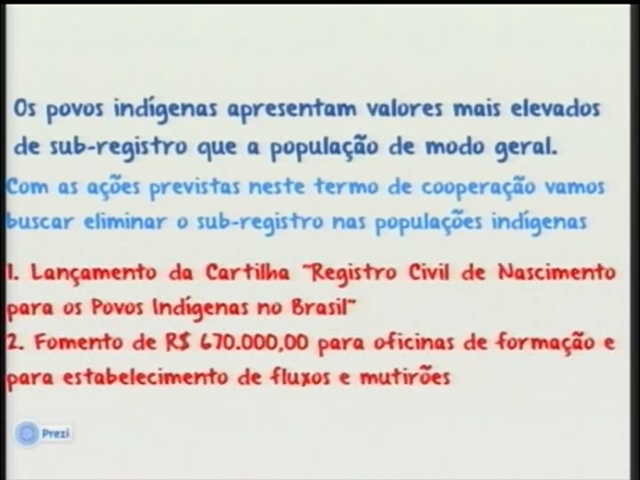 Os povos indígenas apresentam valores mais elevados
de sub-registro que a população de modo geral.
Com as ações previstas neste termo de cooperação vamos
buscar eliminar o sub-registro nas populações indígenas
1. Lançamento da Cartilha "Registro Civil de Nascimento
para os Povos Indígenas no Brasil"
2. Fomento de R$ 670.000,00 para oficinas de formação e
para estabelecimento de fluxos e mutirões
Prezi